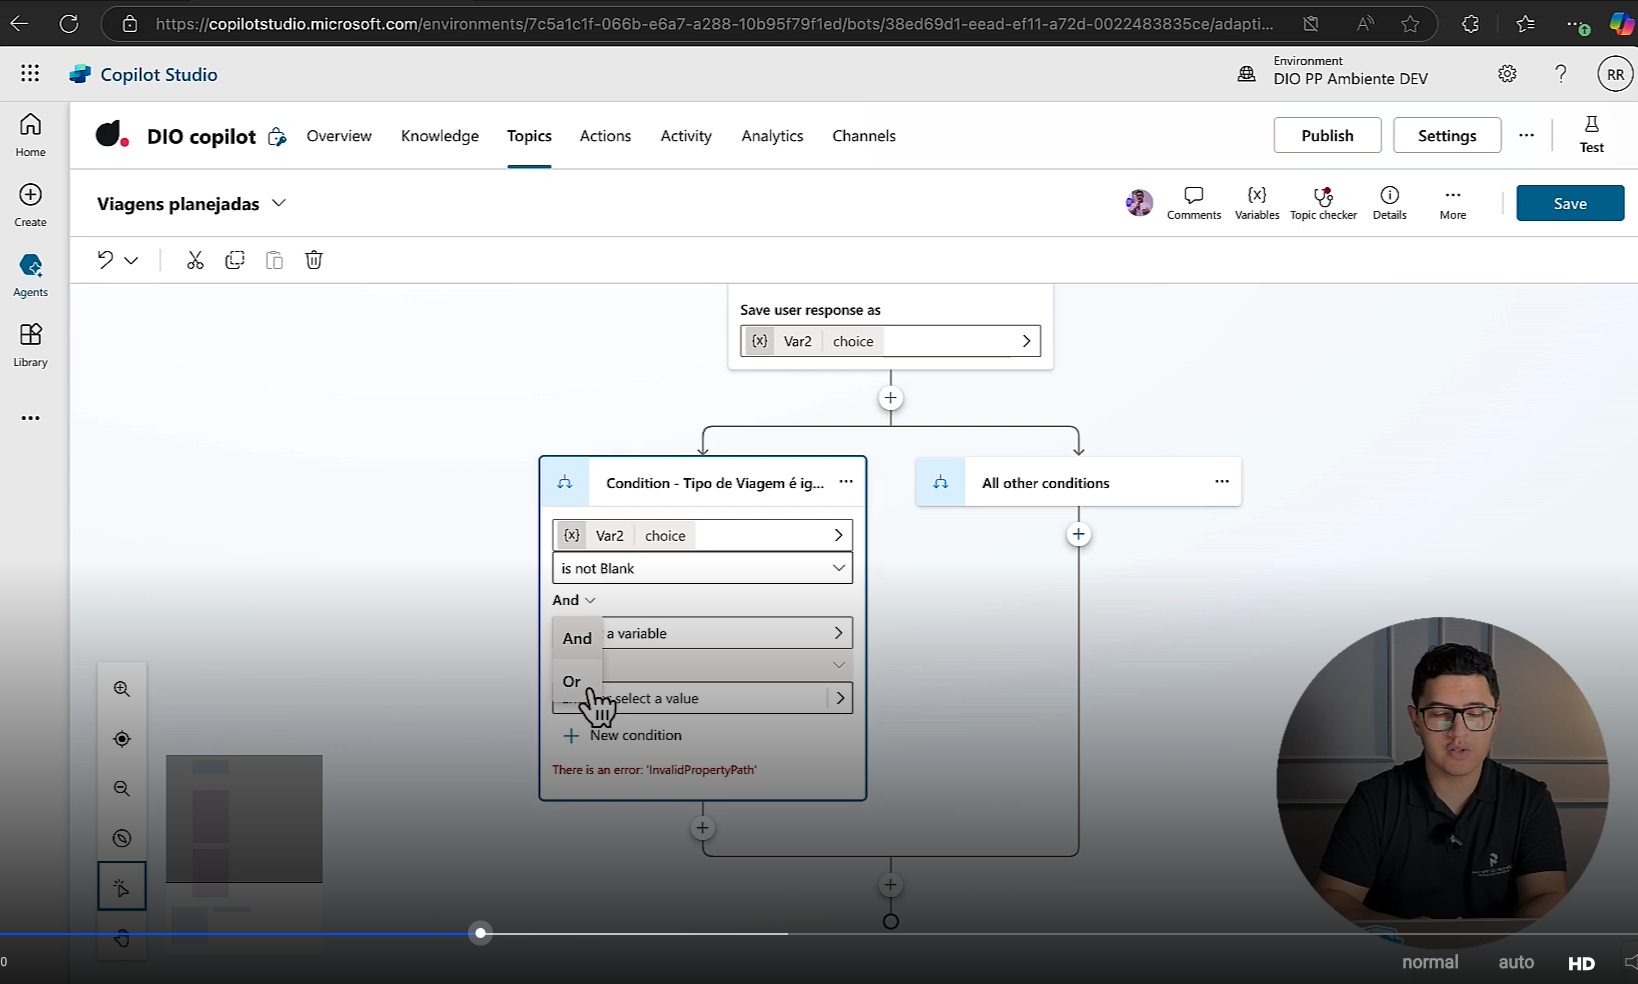 https://copilotstudio.microsoft.com/environments/7c5a1c1f-066b-e6a7-a288-10b95f79f1ed/bots/38ed69d1-eead-ef11-a72d-0022483835ce/adapti...
Copilot Studio
Environment
DIO PP Ambiente DEV
RR
Home
Create
Agents
Library
DIO copilot
Overview
Knowledge
Topics
Actions
Activity
Analytics
Channels
Publish
Settings
Test
Viagens planejadas
Comments
{x} Variables
Topic checker
Details
More
Save
Save user response as
{x} Var2 choice
Condition - Tipo de Viagem é ig...
All other conditions
{x} Var2 choice
is not Blank
And
And
a variable
Or
select a value
New condition
There is an error: 'InvalidPropertyPath'
0
normal
auto
HD